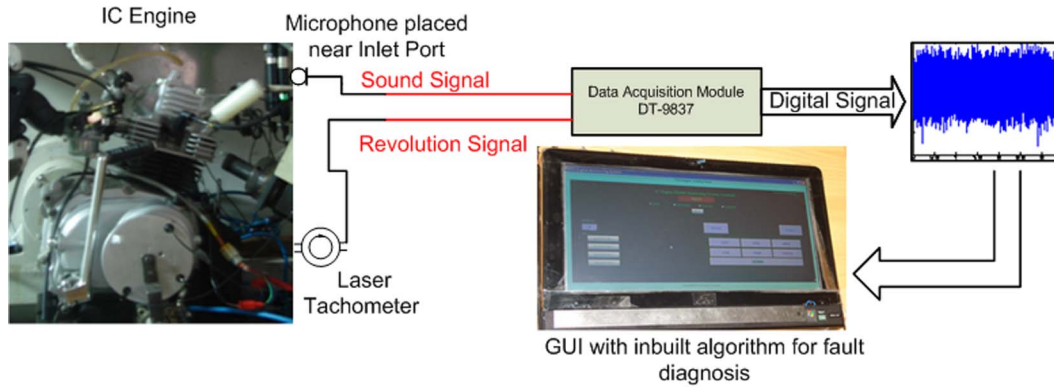 IC Engine
Microphone placed
near Inlet Port
Sound Signal
Revolution Signal
Data Acquisition Module
DT-9837
Digital Signal
Laser
Tachometer
GUI with inbuilt algorithm for fault
diagnosis